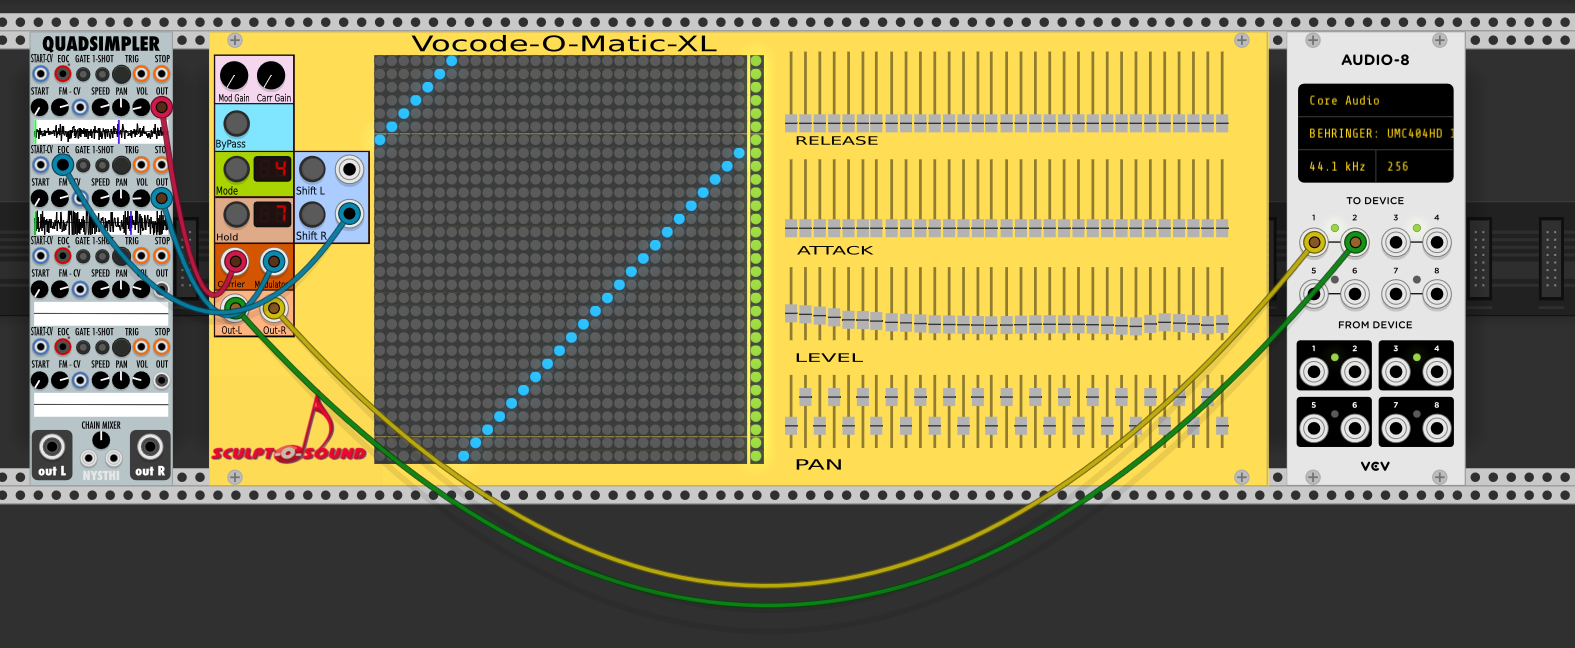 QUADSIMPLER
START-CV EOC GATE 1-SHOT TRIG STOP
START FM - CV SPEED PAN VOL OUT
START-CV EOC GATE 1-SHOT TRIG STOP
START FM - CV SPEED PAN VOL OUT
START-CV EOC GATE 1-SHOT TRIG STOP
START FM - CV SPEED PAN VOL OUT
START-CV EOC GATE 1-SHOT TRIG STOP
START FM - CV SPEED PAN VOL OUT
CHAIN MIXER
out L
NYSTHI
out R
Vocode-O-Matic-XL
Mod Gain Carr Gain
ByPass
Mode
4
Shift L
Hold
7
Shift R
Carrier Modulator
Out-L Out-R
SCULPT-O-SOUND
RELEASE
ATTACK
LEVEL
PAN
AUDIO-8
Core Audio
BEHRINGER: UMC404HD 1
44.1 kHz 256
TO DEVICE
1 2 3 4
5 6 7 8
FROM DEVICE
1 2 3 4
5 6 7 8
VCV